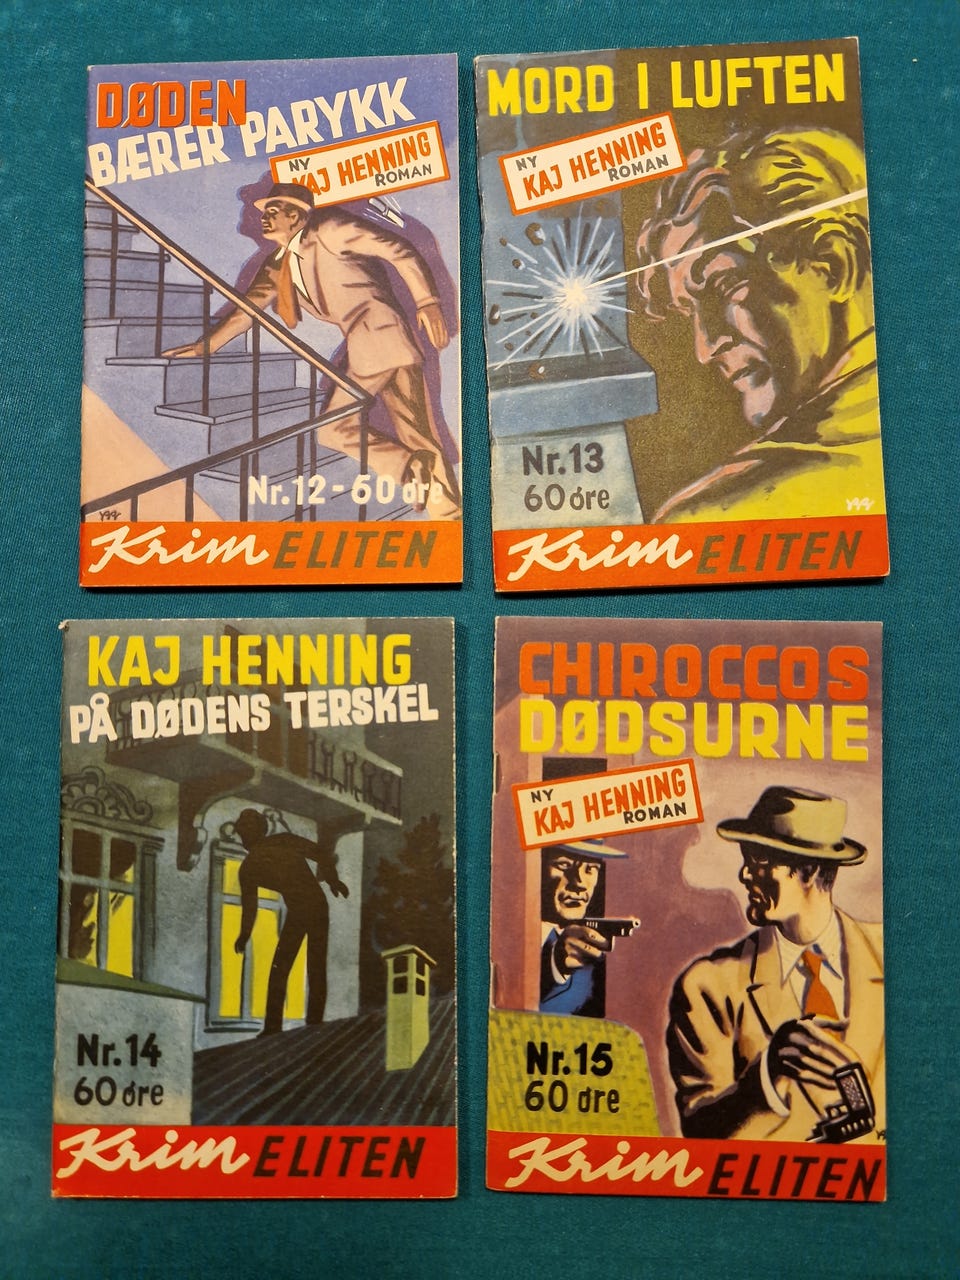 DØDEN
BÆRER PARYKK
NY
KAJ HENNING
ROMAN
Nr.12-60 øre
Krim ELITEN
MORD I LUFTEN
NY
KAJ HENNING
ROMAN
Nr.13
60 øre
Krim ELITEN
KAJ HENNING
PÅ DØDENS TERSKEL
Nr.14
60 øre
Krim ELITEN
CHIROCCOS
DØDSURNE
NY
KAJ HENNING
ROMAN
Nr.15
60 øre
Krim ELITEN